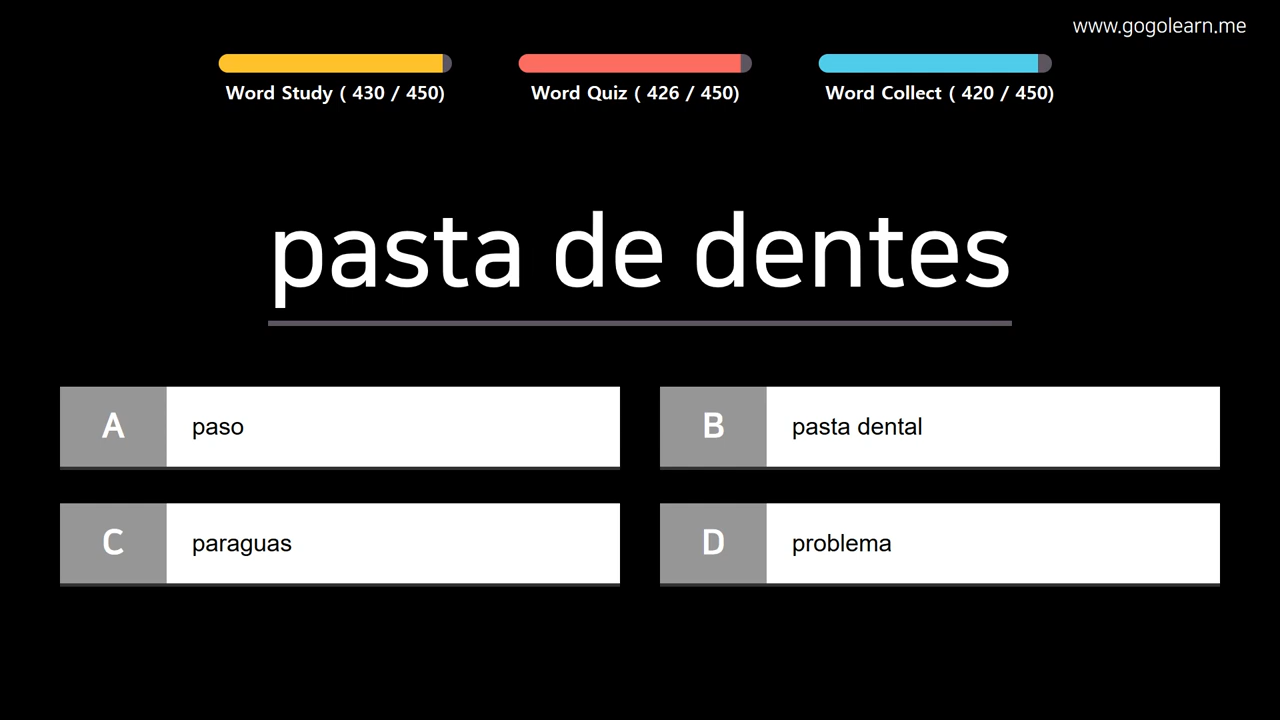 www.gogolearn.me
Word Study ( 430 / 450)
Word Quiz ( 426 / 450)
Word Collect ( 420 / 450)
pasta de dentes
A paso
B pasta dental
C paraguas
D problema